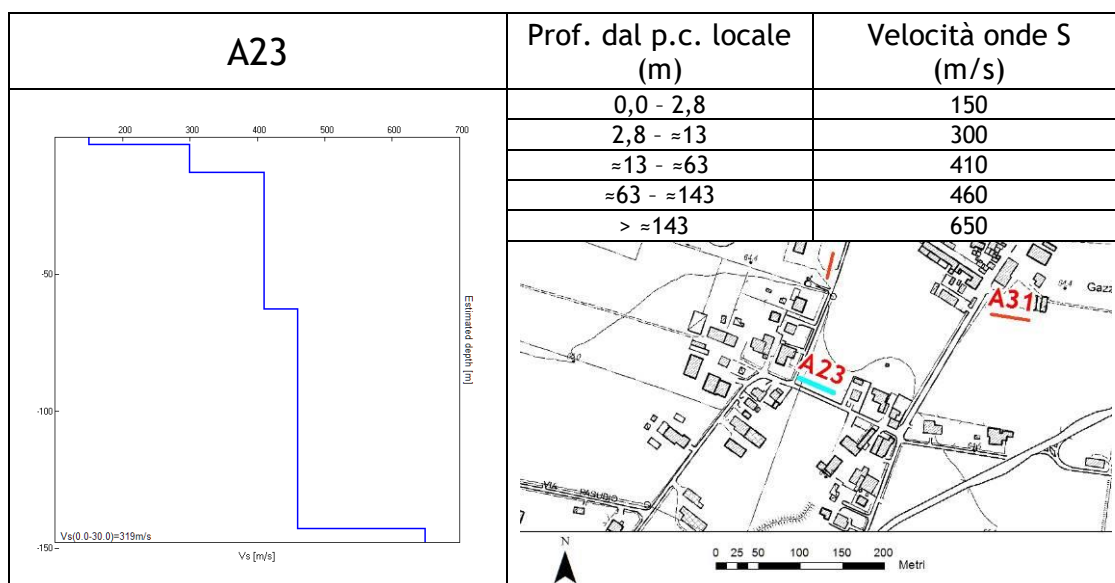 A23
Prof. dal p.c. locale
(m)
Velocità onde S
(m/s)
0,0 – 2,8 150
2,8 – ≈13 300
≈13 – ≈63 410
≈63 – ≈143 460
> ≈143 650
200 300 400 500 600 700
-50
-100
-150
Estimated depth [m]
Vs(0.0-30.0)=319m/s
Vs [m/s]
A31
A23
VIA PASUBIO
N
0 25 50 100 150 200
Metri